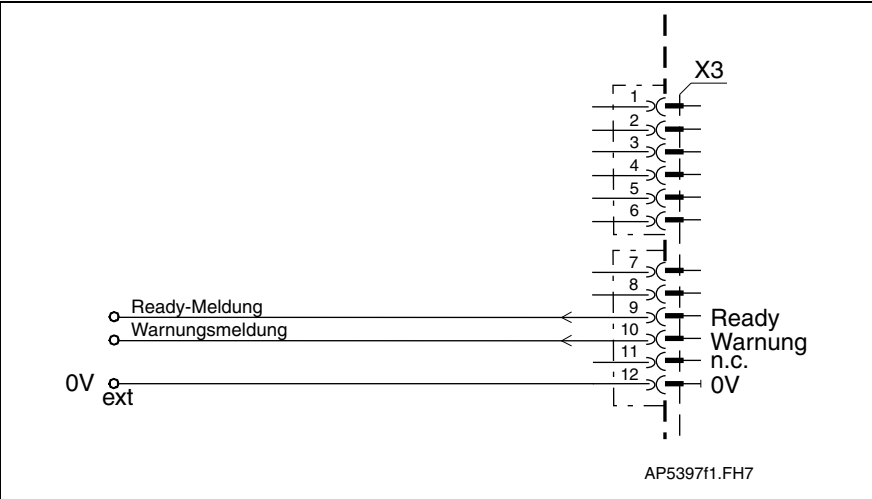 X3
1
2
3
4
5
6
7
8
Ready-Meldung 9 Ready
Warnungsmeldung 10 Warnung
11 n.c.
0V ext 12 0V
AP5397f1.FH7